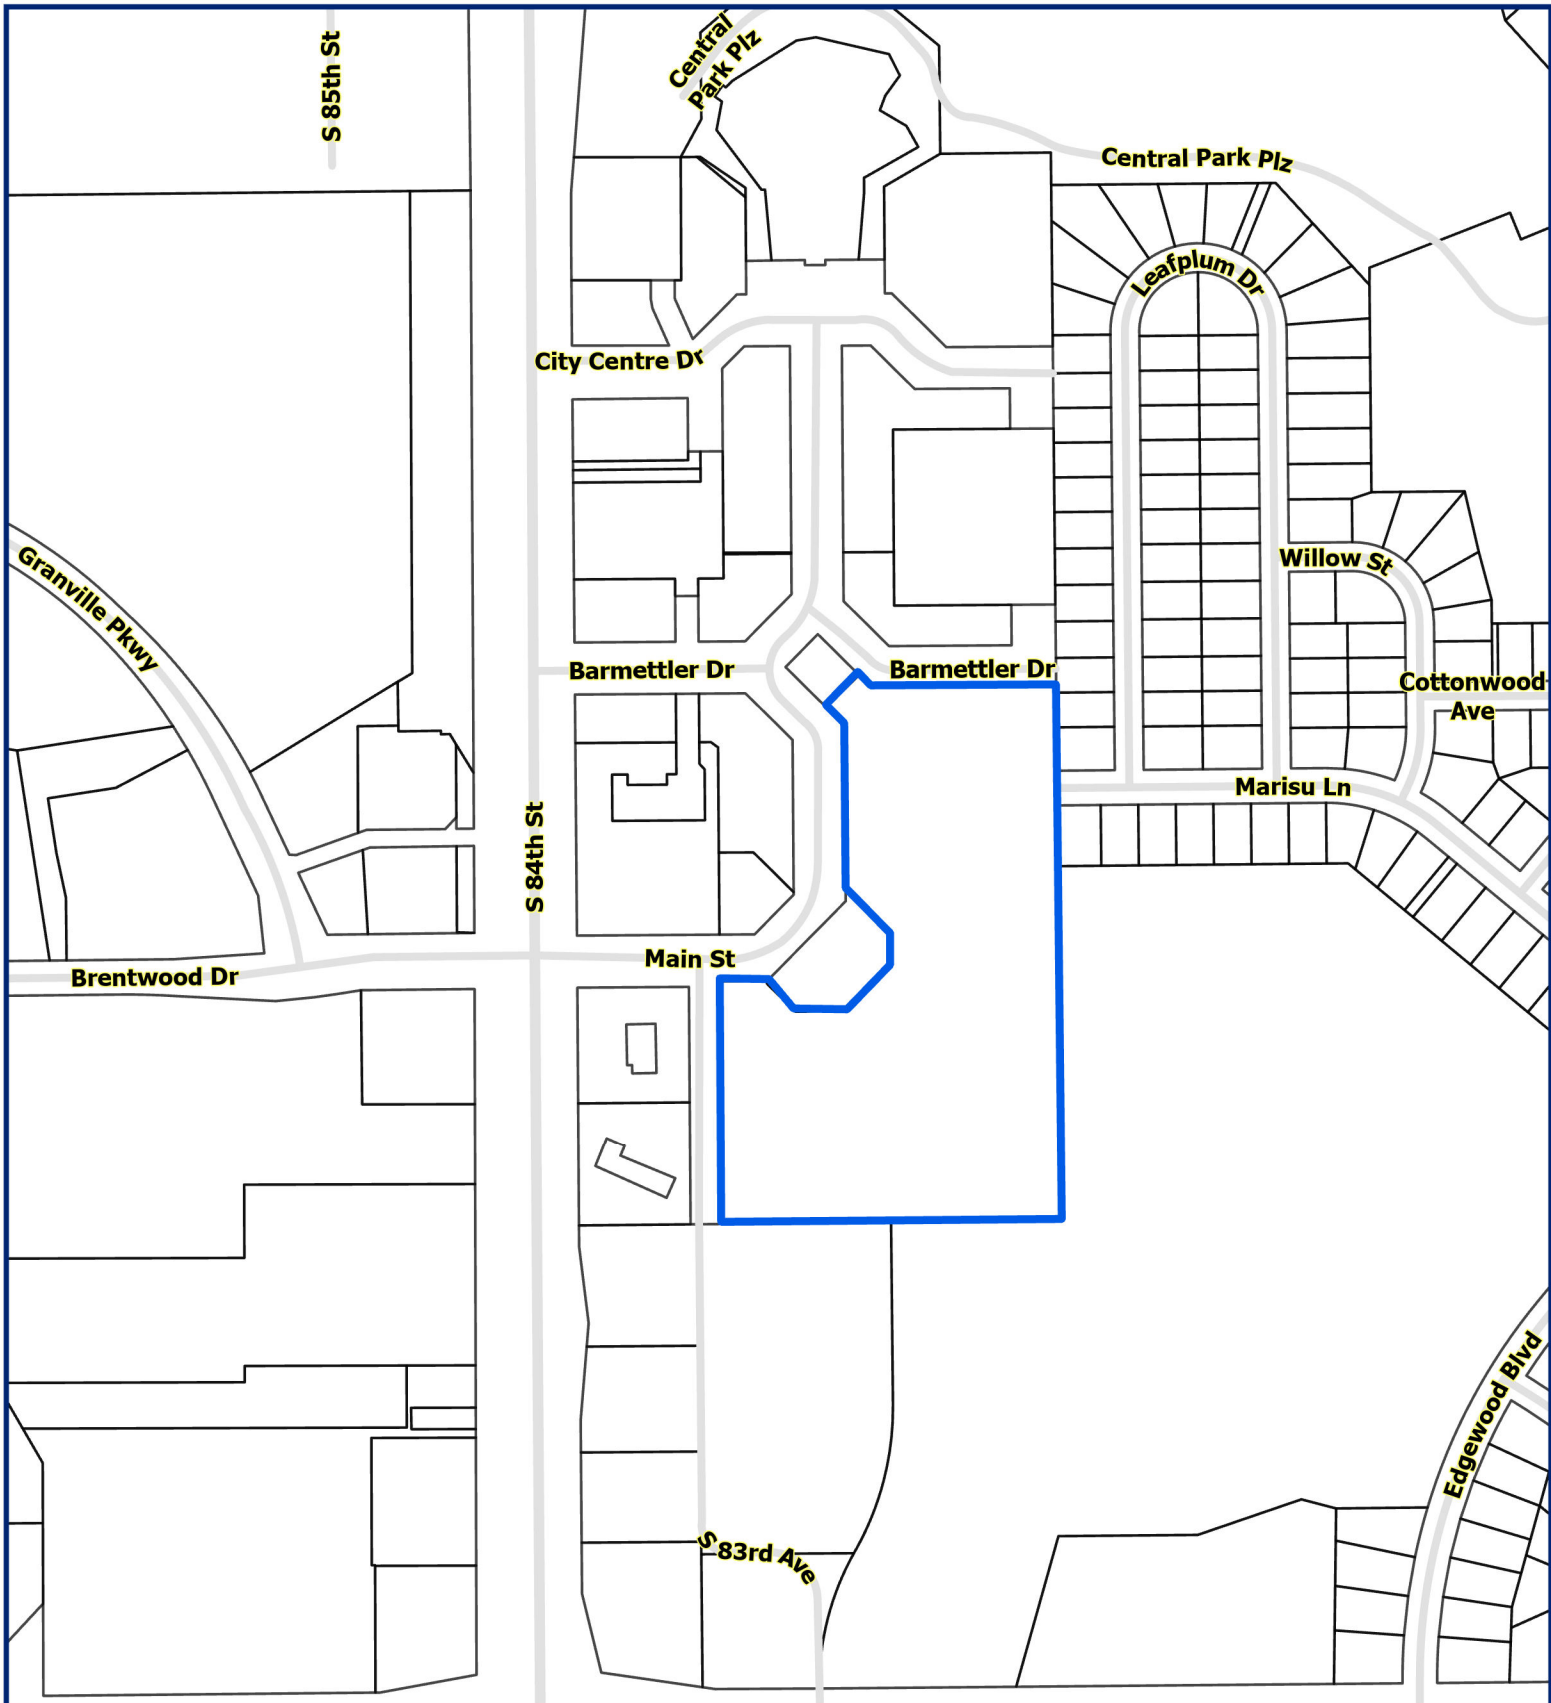 S 85th St
Central
Park Plz
Central Park Plz
Leafplum Dr
City Centre Dr
Granville Pkwy
Willow St
Barmettler Dr
Barmettler Dr
Cottonwood
Ave
Marisu Ln
S 84th St
Main St
Brentwood Dr
Edgewood Blvd
S 83rd Ave